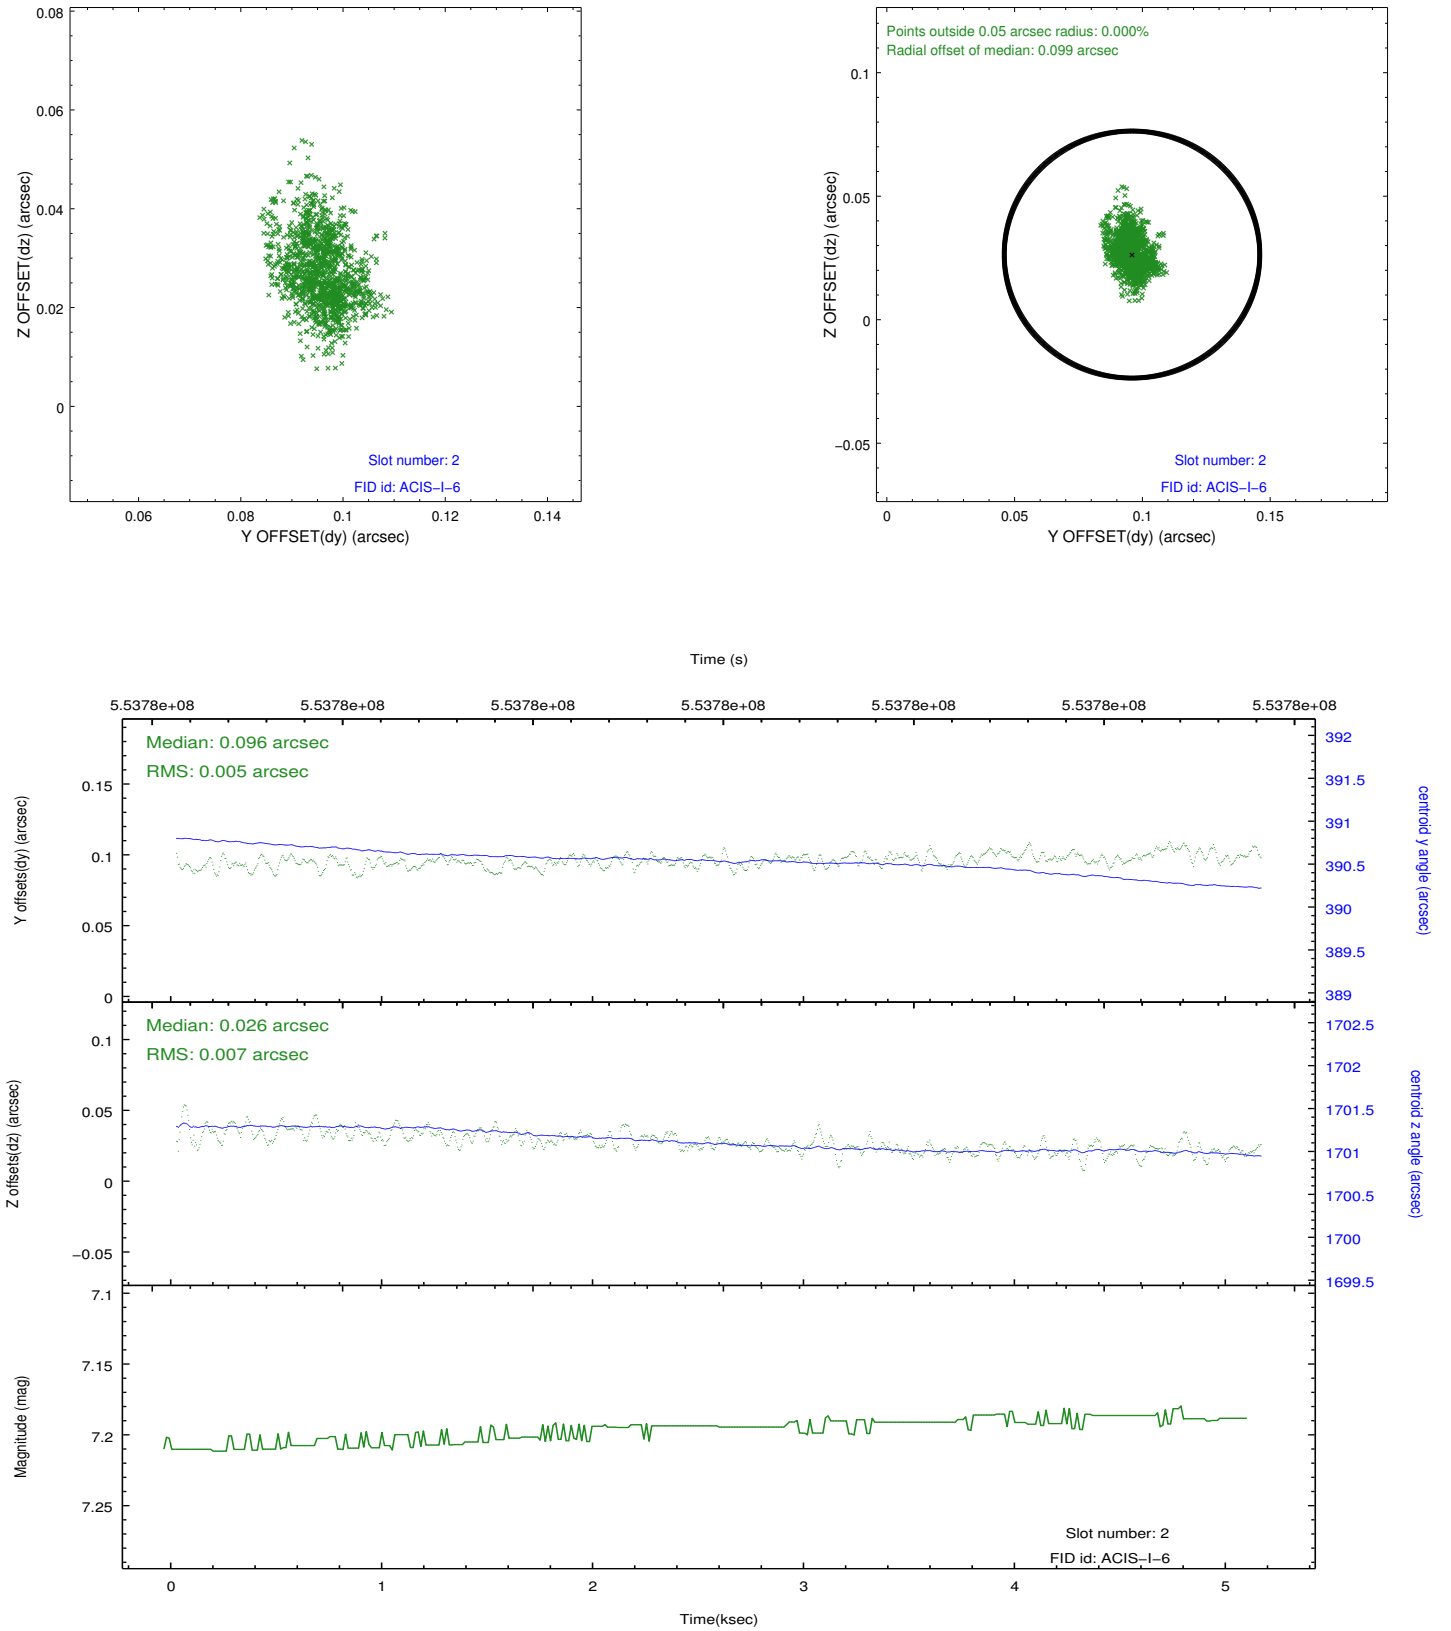 0.08
0.06
0.04
0.02
0
Z OFFSET(dz) (arcsec)
Slot number: 2
FID id: ACIS−I−6
0.06 0.08 0.1 0.12 0.14
Y OFFSET(dy) (arcsec)
Points outside 0.05 arcsec radius: 0.000%
Radial offset of median: 0.099 arcsec
0.1
0.05
0
−0.05
Z OFFSET(dz) (arcsec)
Slot number: 2
FID id: ACIS−I−6
0 0.05 0.1 0.15
Y OFFSET(dy) (arcsec)
Time (s)
5.5378e+08 5.5378e+08 5.5378e+08 5.5378e+08 5.5378e+08 5.5378e+08 5.5378e+08
Median: 0.096 arcsec
RMS: 0.005 arcsec
0.15
0.1
0.05
0
Y offsets(dy) (arcsec)
392
391.5
391
390.5
390
389.5
389
centroid y angle (arcsec)
Median: 0.026 arcsec
RMS: 0.007 arcsec
0.1
0.05
0
−0.05
Z offsets(dz) (arcsec)
1702.5
1702
1701.5
1701
1700.5
1700
1699.5
centroid z angle (arcsec)
7.1
7.15
7.2
7.25
Magnitude (mag)
Slot number: 2
FID id: ACIS−I−6
0 1 2 3 4 5
Time(ksec)